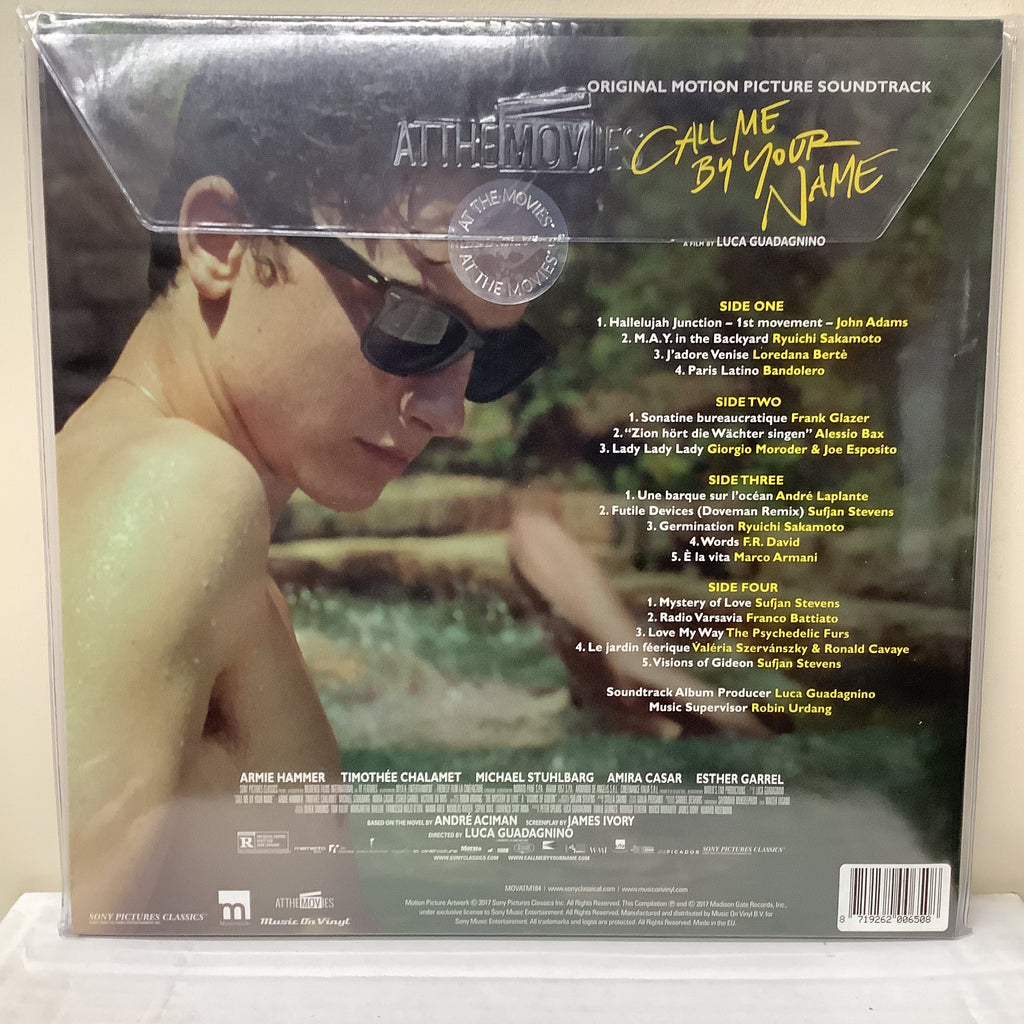 ORIGINAL MOTION PICTURE SOUNDTRACK
AT THE MOVIES
CALL ME
BY YOUR
NAME
AT THE MOVIES
AT THE MOVIES
A FILM BY LUCA GUADAGNINO
SIDE ONE
1. Hallelujah Junction – 1st movement – John Adams
2. M.A.Y. in the Backyard Ryuichi Sakamoto
3. J'adore Venise Loredana Bertè
4. Paris Latino Bandolero
SIDE TWO
1. Sonatine bureaucratique Frank Glazer
2. “Zion hört die Wächter singen” Alessio Bax
3. Lady Lady Lady Giorgio Moroder & Joe Esposito
SIDE THREE
1. Une barque sur l'océan André Laplante
2. Futile Devices (Doveman Remix) Sufjan Stevens
3. Germination Ryuichi Sakamoto
4. Words F.R. David
5. È la vita Marco Armani
SIDE FOUR
1. Mystery of Love Sufjan Stevens
2. Radio Varsavia Franco Battiato
3. Love My Way The Psychedelic Furs
4. Le jardin féerique Valéria Szervánszky & Ronald Cavaye
5. Visions of Gideon Sufjan Stevens
Soundtrack Album Producer Luca Guadagnino
Music Supervisor Robin Urdang
ARMIE HAMMER TIMOTHÉE CHALAMET MICHAEL STUHLBARG AMIRA CASAR ESTHER GARREL
BASED ON THE NOVEL BY ANDRÉ ACIMAN SCREENPLAY BY JAMES IVORY
DIRECTED BY LUCA GUADAGNINO
R
memento
WMI
PICADOR
SONY PICTURES CLASSICS
WWW.SONYCLASSICS.COM WWW.CALLMEBYYOURNAME.COM
MOVATM184 | www.sonyclassical.com | www.musiconvinyl.com
SONY PICTURES CLASSICS
m
AT THE MOVIES
Music On Vinyl
Motion Picture Artwork © 2017 Sony Pictures Classics Inc. All Rights Reserved. This Compilation ℗ and © 2017 Madison Gate Records, Inc.,
under exclusive license to Sony Music Entertainment. All Rights Reserved. Manufactured and distributed by Music On Vinyl B.V. for
Sony Music Entertainment. All trademarks and logos are protected. All Rights Reserved. Made in the EU.
8 719262 006508